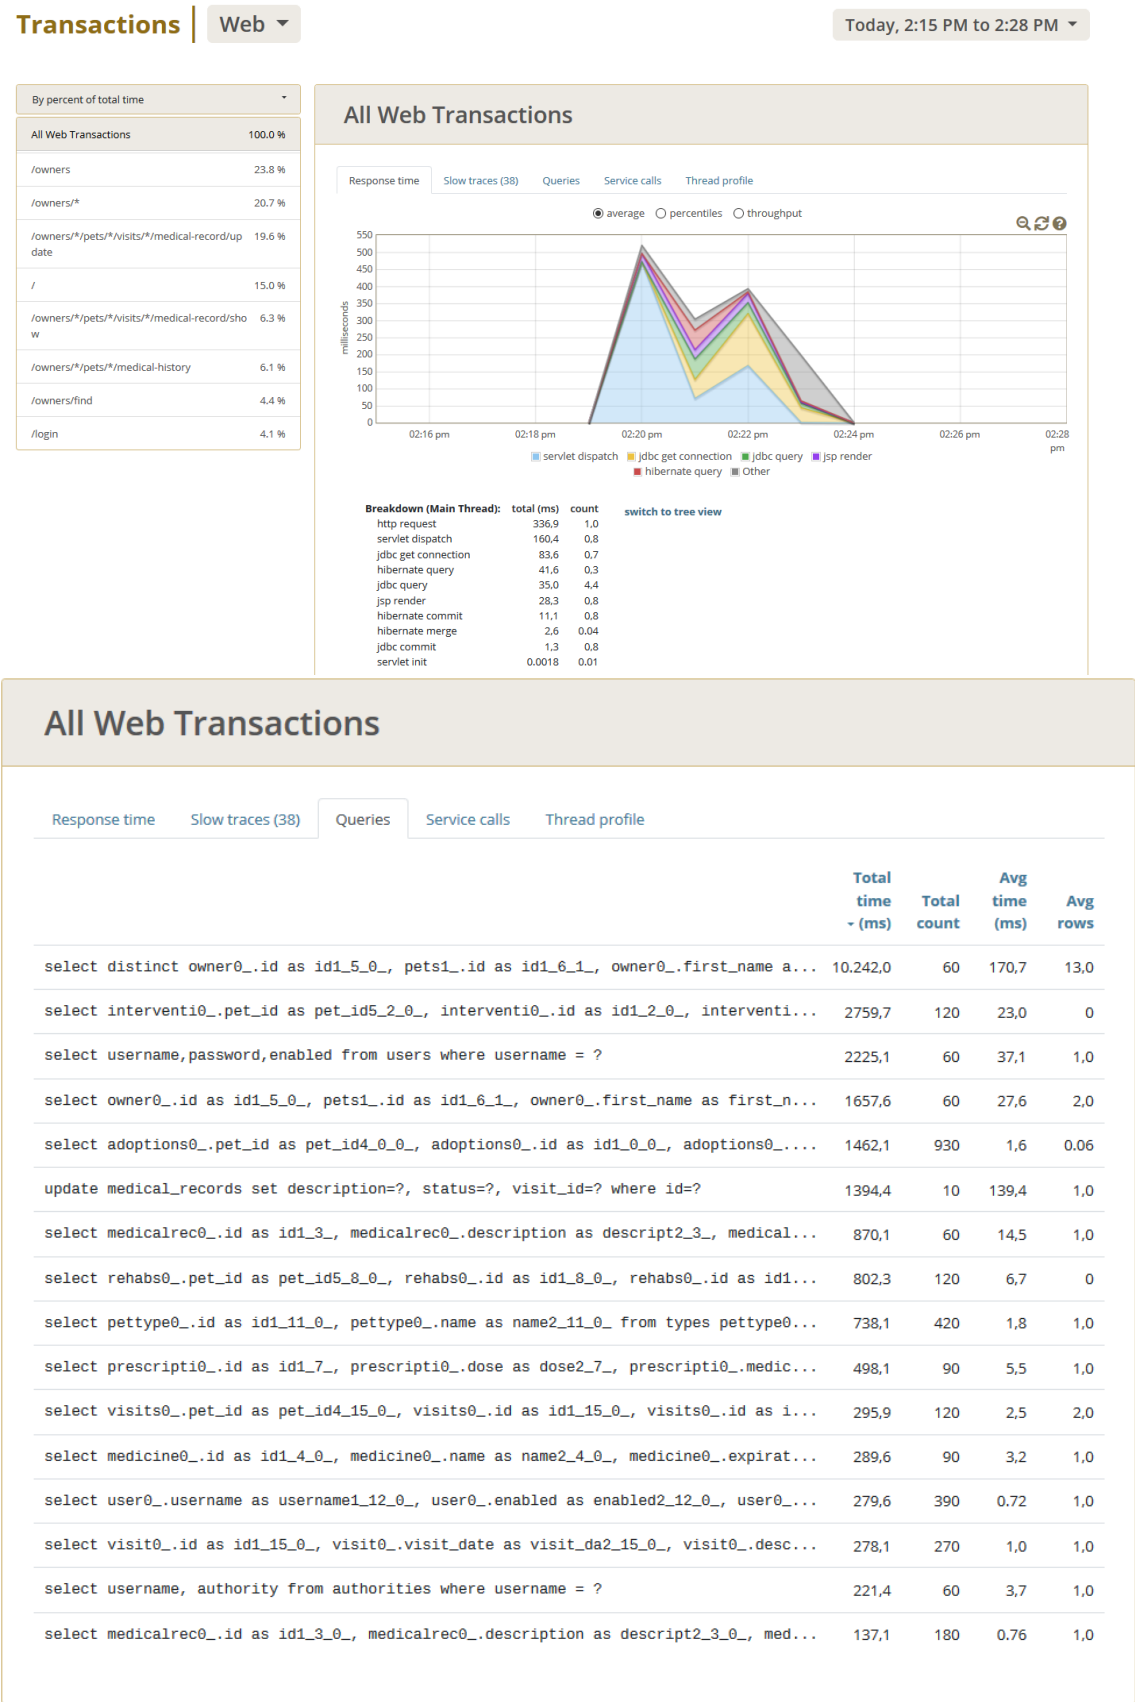 Transactions Web Today, 2:15 PM to 2:28 PM
By percent of total time
All Web Transactions 100.0 %
/owners 23.8 %
/owners/* 20.7 %
/owners/*/pets/*/visits/*/medical-record/up 19.6 %
date
/ 15.0 %
/owners/*/pets/*/visits/*/medical-record/sho 6.3 %
w
/owners/*/pets/*/medical-history 6.1 %
/owners/find 4.4 %
/login 4.1 %
All Web Transactions
Response time Slow traces (38) Queries Service calls Thread profile
average percentiles throughput
milliseconds
550
500
450
400
350
300
250
200
150
100
50
0
02:16 pm 02:18 pm 02:20 pm 02:22 pm 02:24 pm 02:26 pm 02:28
pm
servlet dispatch jdbc get connection jdbc query jsp render
hibernate query Other
Breakdown (Main Thread): total (ms) count switch to tree view
http request 336,9 1,0
servlet dispatch 160,4 0,8
jdbc get connection 83,6 0,7
hibernate query 41,6 0,3
jdbc query 35,0 4,4
jsp render 28,3 0,8
hibernate commit 11,1 0,8
hibernate merge 2,6 0.04
jdbc commit 1,3 0,8
servlet init 0.0018 0.01
All Web Transactions
Response time Slow traces (38) Queries Service calls Thread profile
Total Avg
time Total time Avg
(ms) count (ms) rows
select distinct owner0_.id as id1_5_0_, pets1_.id as id1_6_1_, owner0_.first_name a... 10.242,0 60 170,7 13,0
select interventi0_.pet_id as pet_id5_2_0_, interventi0_.id as id1_2_0_, interventi... 2759,7 120 23,0 0
select username,password,enabled from users where username = ? 2225,1 60 37,1 1,0
select owner0_.id as id1_5_0_, pets1_.id as id1_6_1_, owner0_.first_name as first_n... 1657,6 60 27,6 2,0
select adoptions0_.pet_id as pet_id4_0_0_, adoptions0_.id as id1_0_0_, adoptions0_.... 1462,1 930 1,6 0.06
update medical_records set description=?, status=?, visit_id=? where id=? 1394,4 10 139,4 1,0
select medicalrec0_.id as id1_3_, medicalrec0_.description as descript2_3_, medical... 870,1 60 14,5 1,0
select rehabs0_.pet_id as pet_id5_8_0_, rehabs0_.id as id1_8_0_, rehabs0_.id as id1... 802,3 120 6,7 0
select pettype0_.id as id1_11_0_, pettype0_.name as name2_11_0_ from types pettype0... 738,1 420 1,8 1,0
select prescripti0_.id as id1_7_, prescripti0_.dose as dose2_7_, prescripti0_.medic... 498,1 90 5,5 1,0
select visits0_.pet_id as pet_id4_15_0_, visits0_.id as id1_15_0_, visits0_.id as i... 295,9 120 2,5 2,0
select medicine0_.id as id1_4_0_, medicine0_.name as name2_4_0_, medicine0_.expirat... 289,6 90 3,2 1,0
select user0_.username as username1_12_0_, user0_.enabled as enabled2_12_0_, user0_... 279,6 390 0.72 1,0
select visit0_.id as id1_15_0_, visit0_.visit_date as visit_da2_15_0_, visit0_.desc... 278,1 270 1,0 1,0
select username, authority from authorities where username = ? 221,4 60 3,7 1,0
select medicalrec0_.id as id1_3_0_, medicalrec0_.description as descript2_3_0_, med... 137,1 180 0.76 1,0